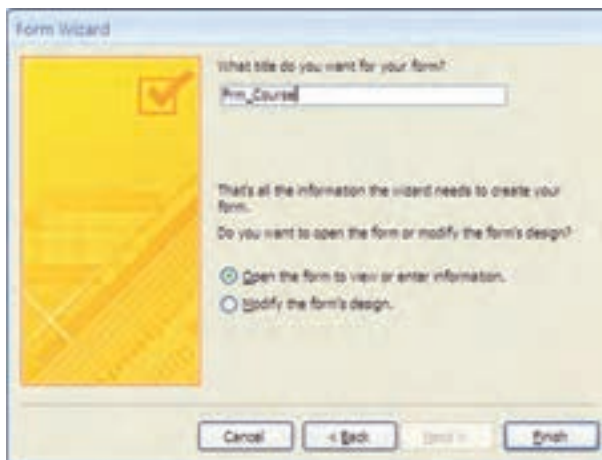 Form Wizard
What title do you want for your form?
Frm_Course
That's all the information the wizard needs to create your
form.
Do you want to open the form or modify the form's design?
Open the form to view or enter information.
Modify the form's design.
Cancel
< Back
Next >
Finish